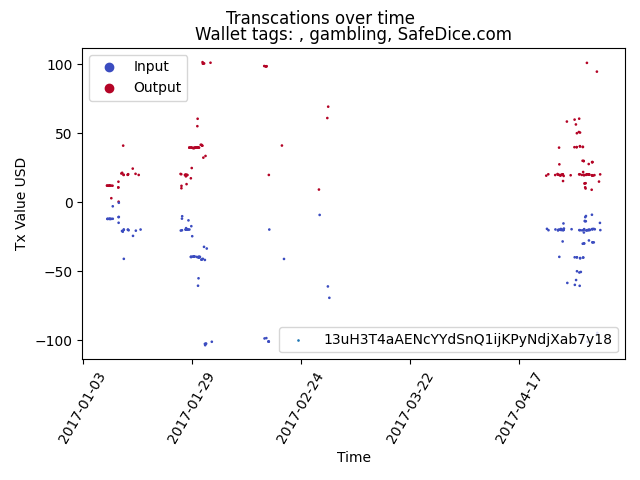 Transcations over time
Wallet tags: , gambling, SafeDice.com
Input
Output
100
50
0
−50
−100
Tx Value USD
13uH3T4aAENcYYdSnQ1ijKPyNdjXab7y18
2017-01-03
2017-01-29
2017-02-24
2017-03-22
2017-04-17
Time